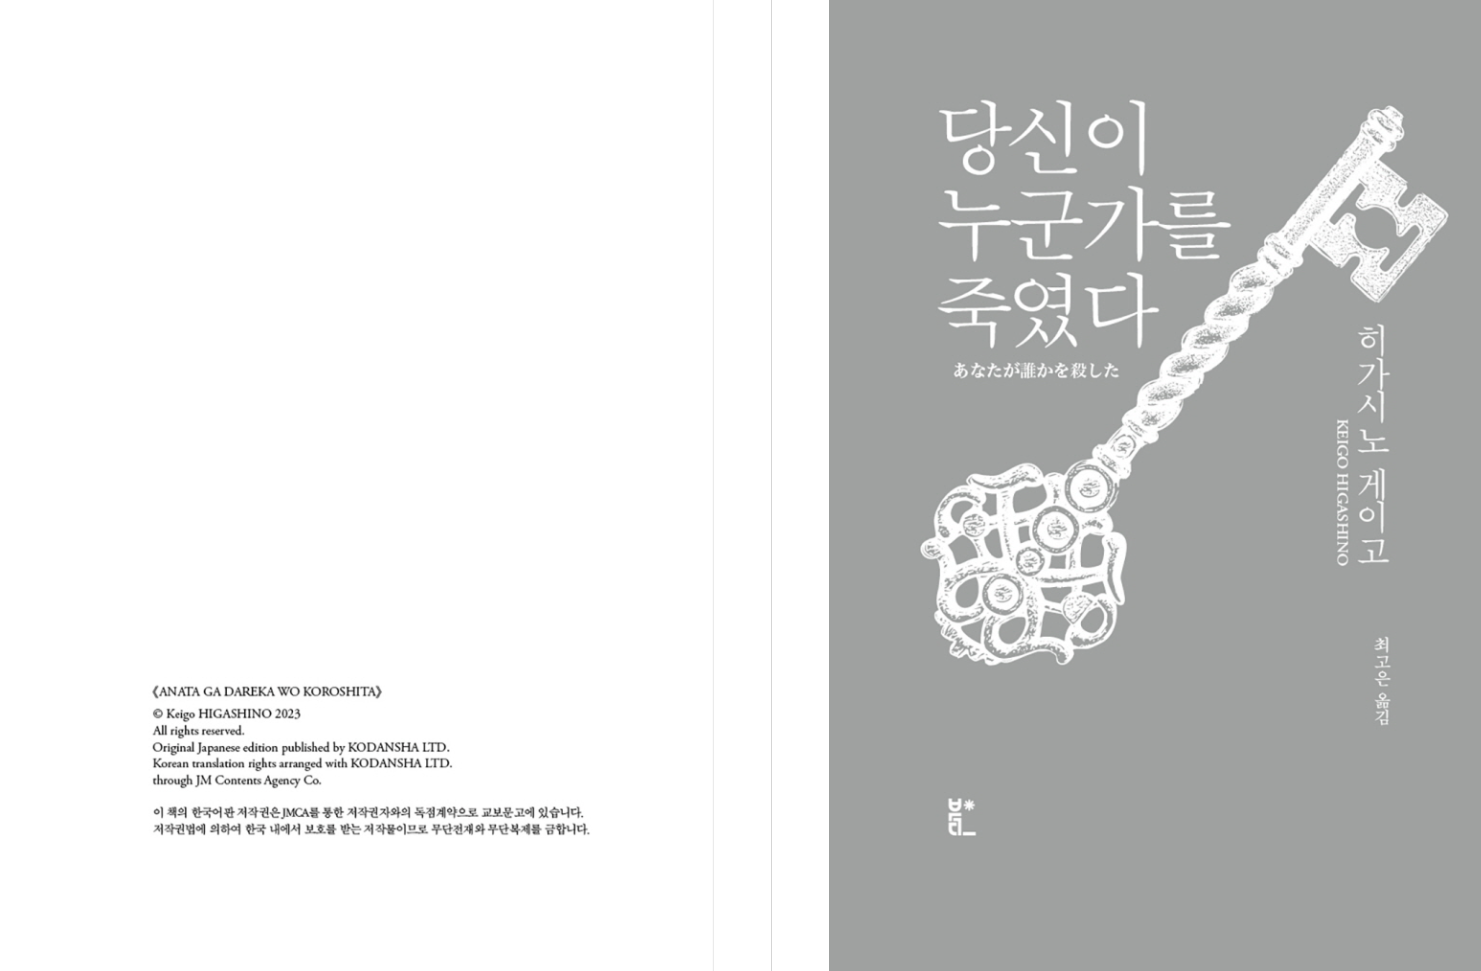 《ANATA GA DAREKA WO KOROSHITA》
© Keigo HIGASHINO 2023
All rights reserved.
Original Japanese edition published by KODANSHA LTD.
Korean translation rights arranged with KODANSHA LTD.
through JM Contents Agency Co.
이 책의 한국어판 저작권은 JMCA를 통한 저작권자와의 독점계약으로 교보문고에 있습니다.
저작권법에 의하여 한국 내에서 보호를 받는 저작물이므로 무단전재와 무단복제를 금합니다.
당신이
누군가를
죽였다
あなたが誰かを殺した
히가시노 게이고
KEIGO HIGASHINO
최고은 옮김